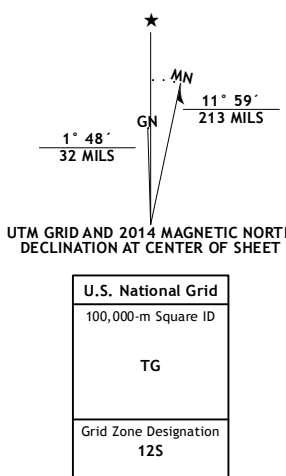 ★
MN
GN
11° 59´
213 MILS
1° 48´
32 MILS
UTM GRID AND 2014 MAGNETIC NORTH
DECLINATION AT CENTER OF SHEET
U.S. National Grid
100,000-m Square ID
TG
Grid Zone Designation
12S